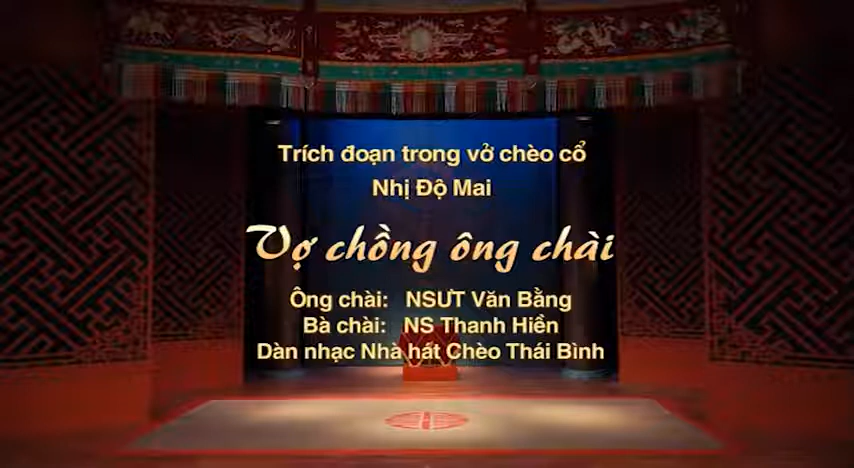 Trích đoạn trong vở chèo cổ
Nhị Độ Mai
Vợ chồng ông chài
Ông chài: NSƯT Văn Bằng
Bà chài: NS Thanh Hiền
Dàn nhạc Nhà hát Chèo Thái Bình